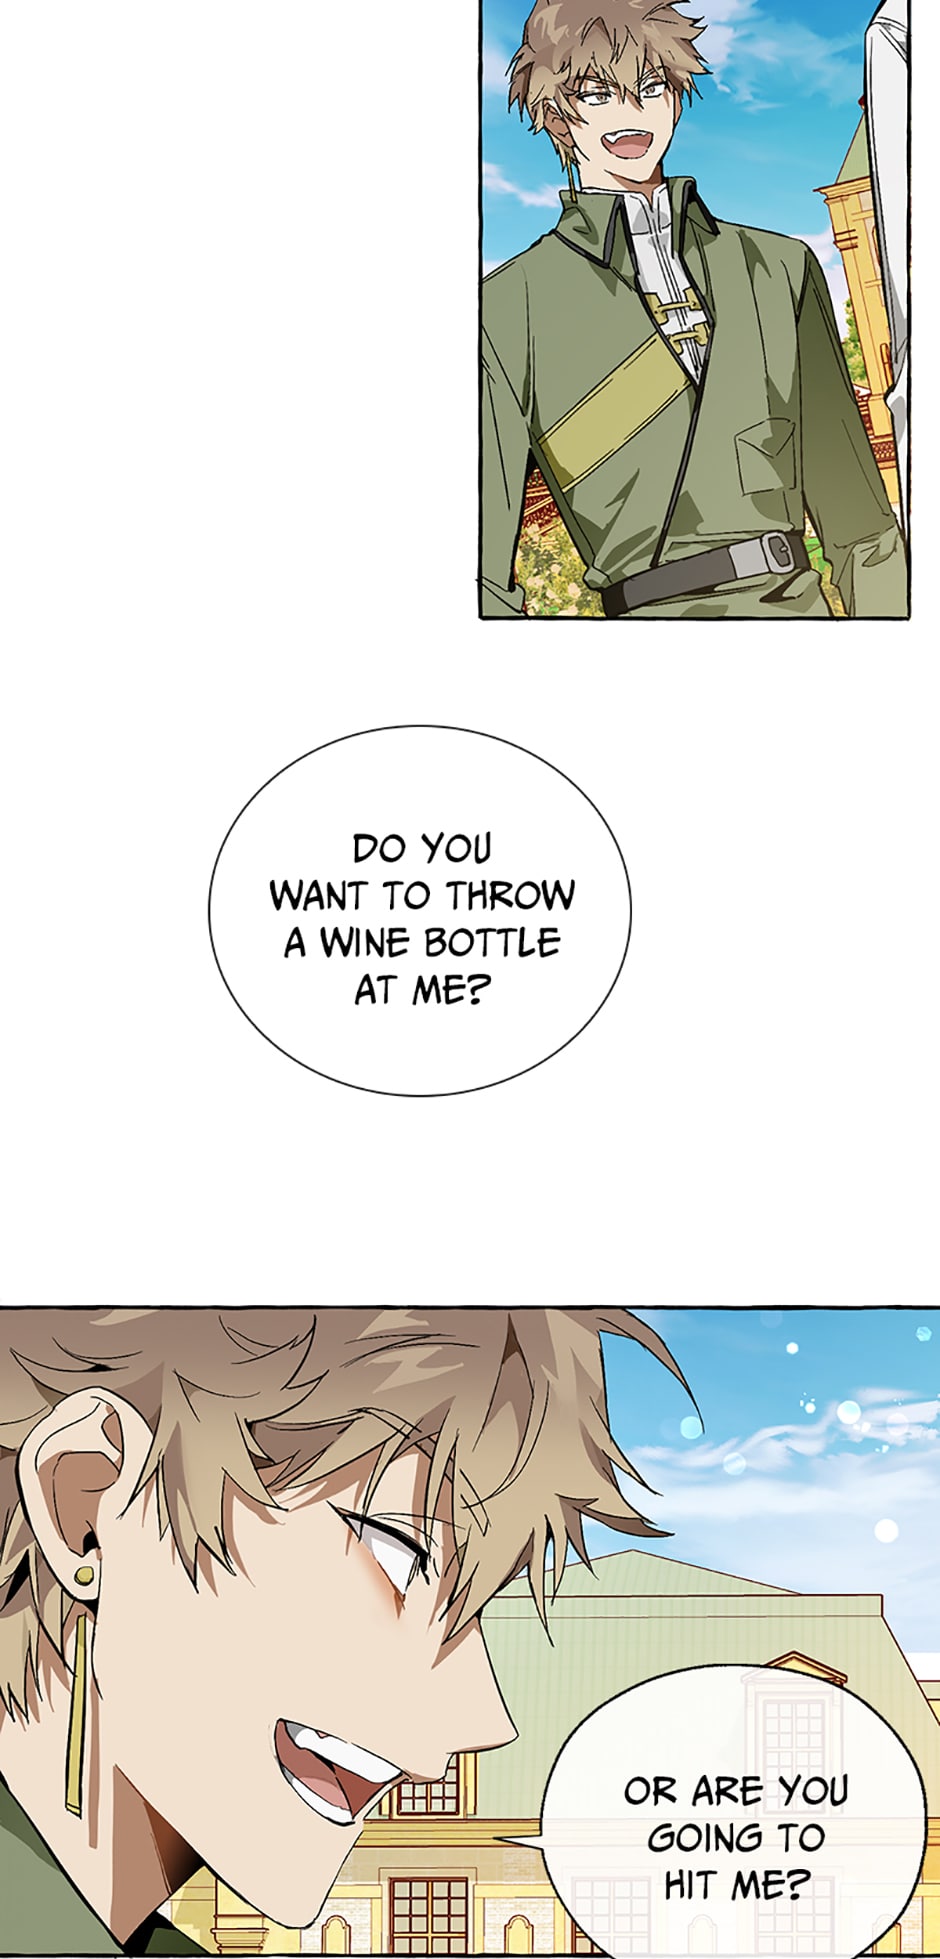 DO YOU
WANT TO THROW
A WINE BOTTLE
AT ME?
OR ARE YOU
GOING TO
HIT ME?